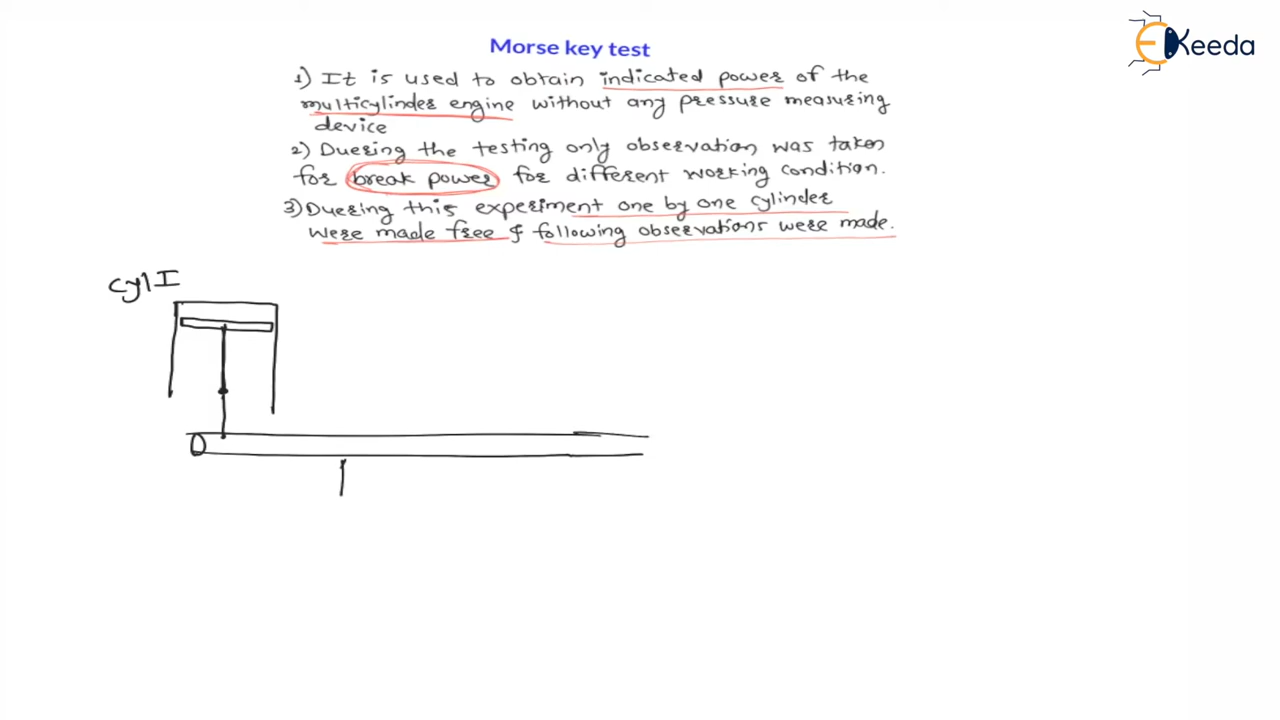 Morse key test
Keeda
1) It is used to obtain indicated power of the
multicylinder engine without any pressure measuring
device
2) Duering the testing only observation was taken
for break power for different working condition.
3) Duering this experiment one by one cylinder
were made free & following observations were made.
cyl I